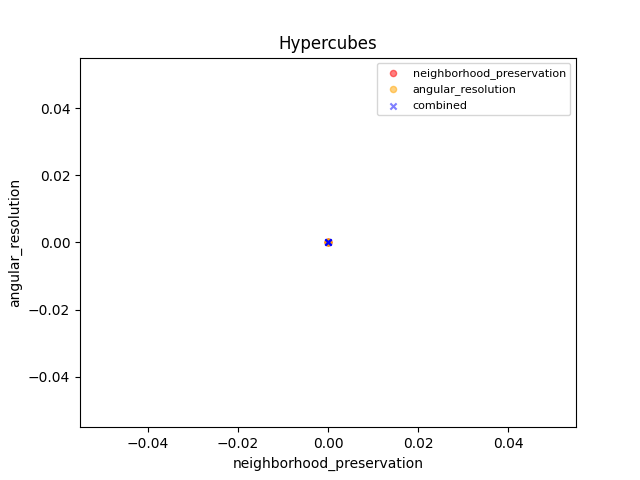 Hypercubes
neighborhood_preservation
angular_resolution
combined
0.04
0.02
0.00
−0.02
−0.04
angular_resolution
−0.04
−0.02
0.00
0.02
0.04
neighborhood_preservation